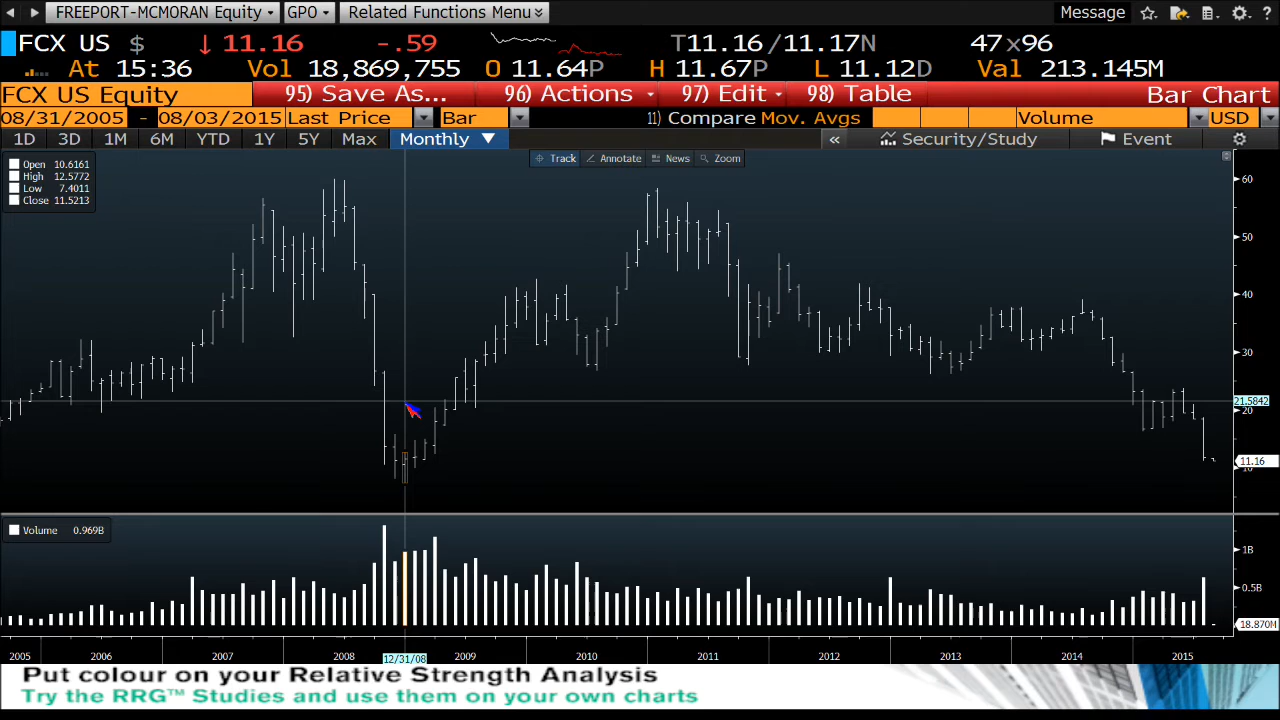 FREEPORT-MCMORAN Equity GPO Related Functions Menu Message ?
FCX US $ ↓ 11.16 -.59 T11.16 /11.17N 47x96
At 15:36 Vol 18,869,755 O 11.64P H 11.67P L 11.12D Val 213.145M
FCX US Equity 95) Save As... 96) Actions 97) Edit 98) Table Bar Chart
08/31/2005 - 08/03/2015 Last Price Bar 11) Compare Mov. Avgs Volume USD
1D 3D 1M 6M YTD 1Y 5Y Max Monthly ▼ « Security/Study Event
Track Annotate News Zoom
Open 10.6161
High 12.5772
Low 7.4011
Close 11.5213
60
50
40
30
21.5842
20
11.16
10
Volume 0.969B
1B
0.5B
18.870M
2005 2006 2007 2008 12/31/08 2009 2010 2011 2012 2013 2014 2015
Put colour on your Relative Strength Analysis
Try the RRG™ Studies and use them on your own charts